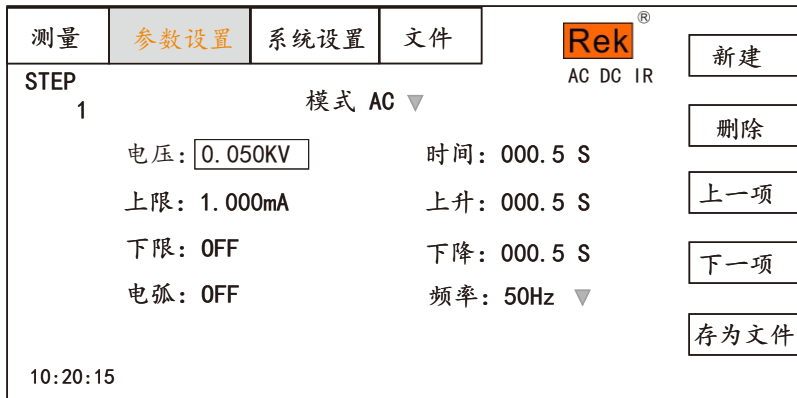 测量 参数设置 系统设置 文件
Rek®
AC DC IR
新建
STEP
1
模式 AC ▼
删除
电压: 0.050KV 时间: 000.5 S
上限: 1.000mA 上升: 000.5 S
上一项
下限: OFF 下降: 000.5 S
下一项
电弧: OFF 频率: 50Hz ▼
存为文件
10:20:15